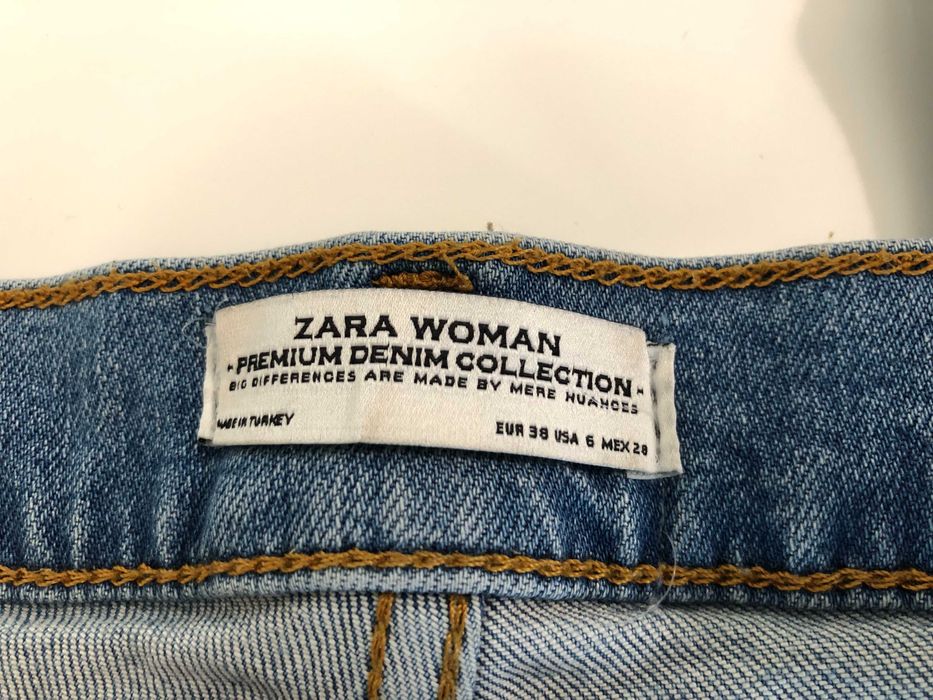 ZARA WOMAN
- PREMIUM DENIM COLLECTION -
BIG DIFFERENCES ARE MADE BY MERE NUANCES
MADE IN TURKEY
EUR 38 USA 6 MEX 28